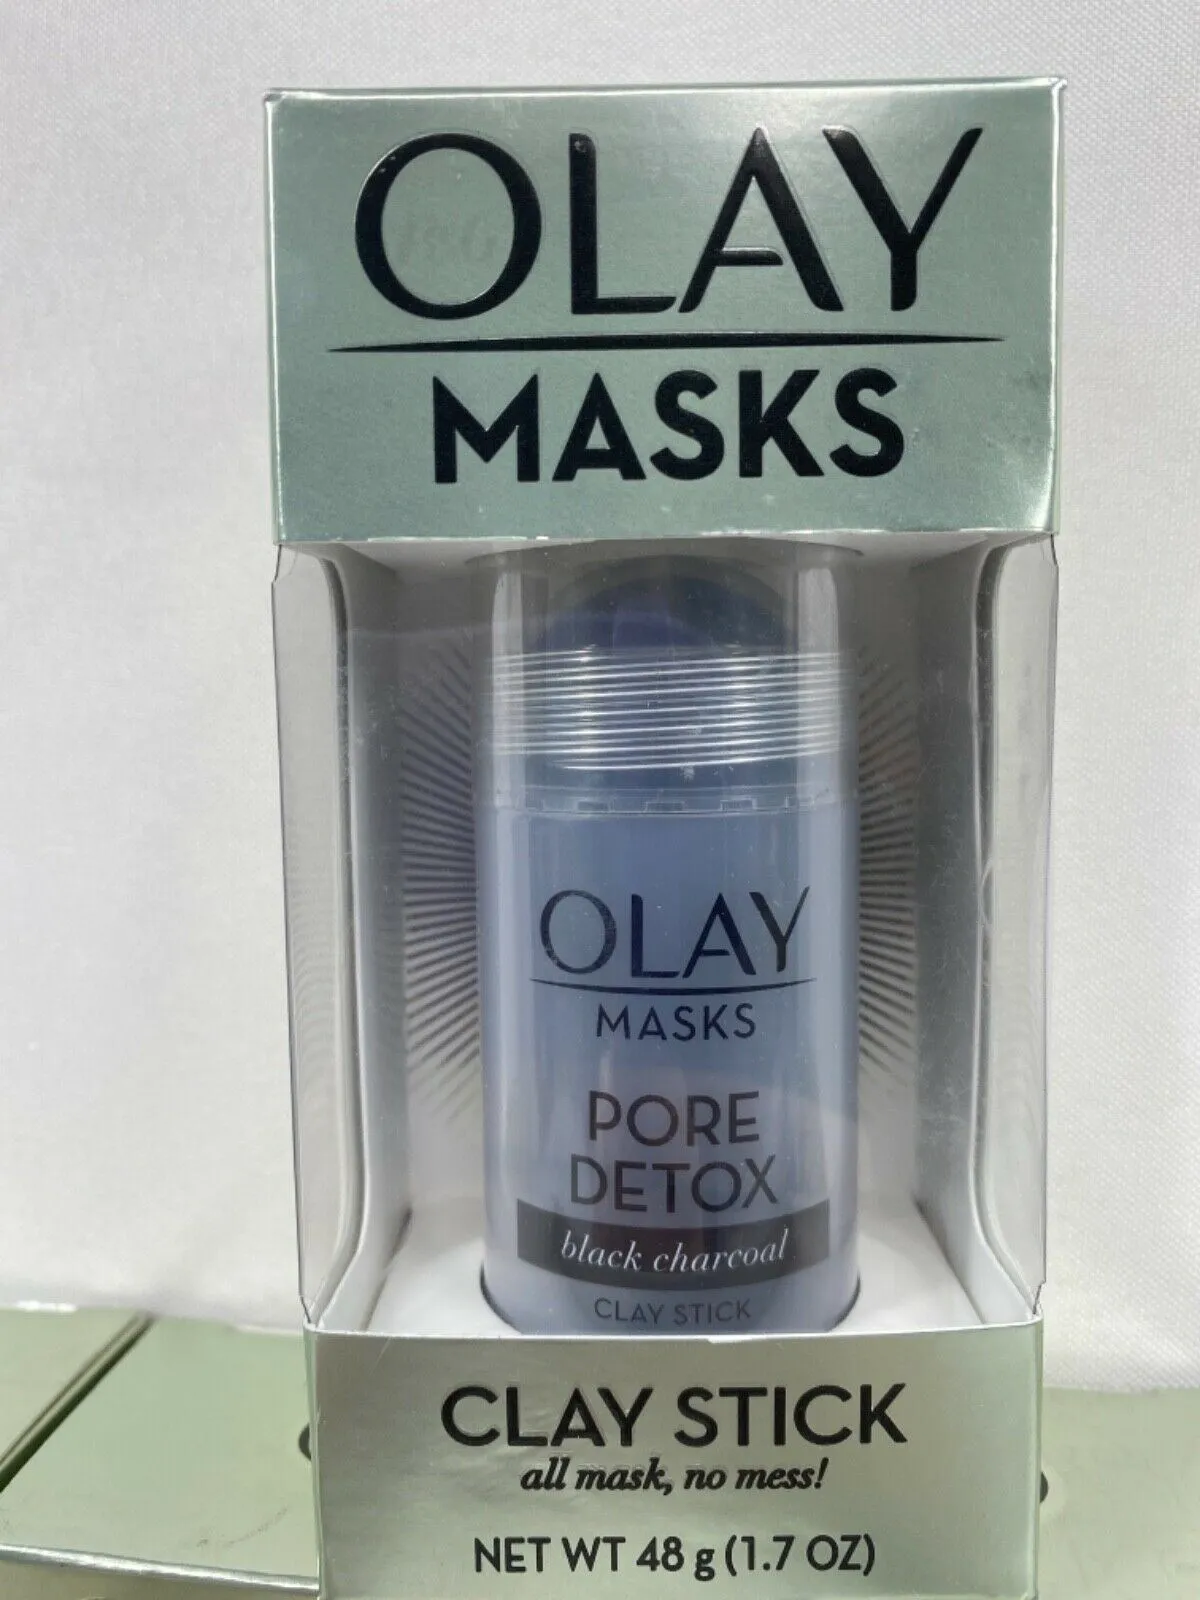 OLAY
MASKS
OLAY
MASKS
PORE
DETOX
black charcoal
CLAY STICK
CLAY STICK
all mask, no mess!
NET WT 48 g (1.7 OZ)